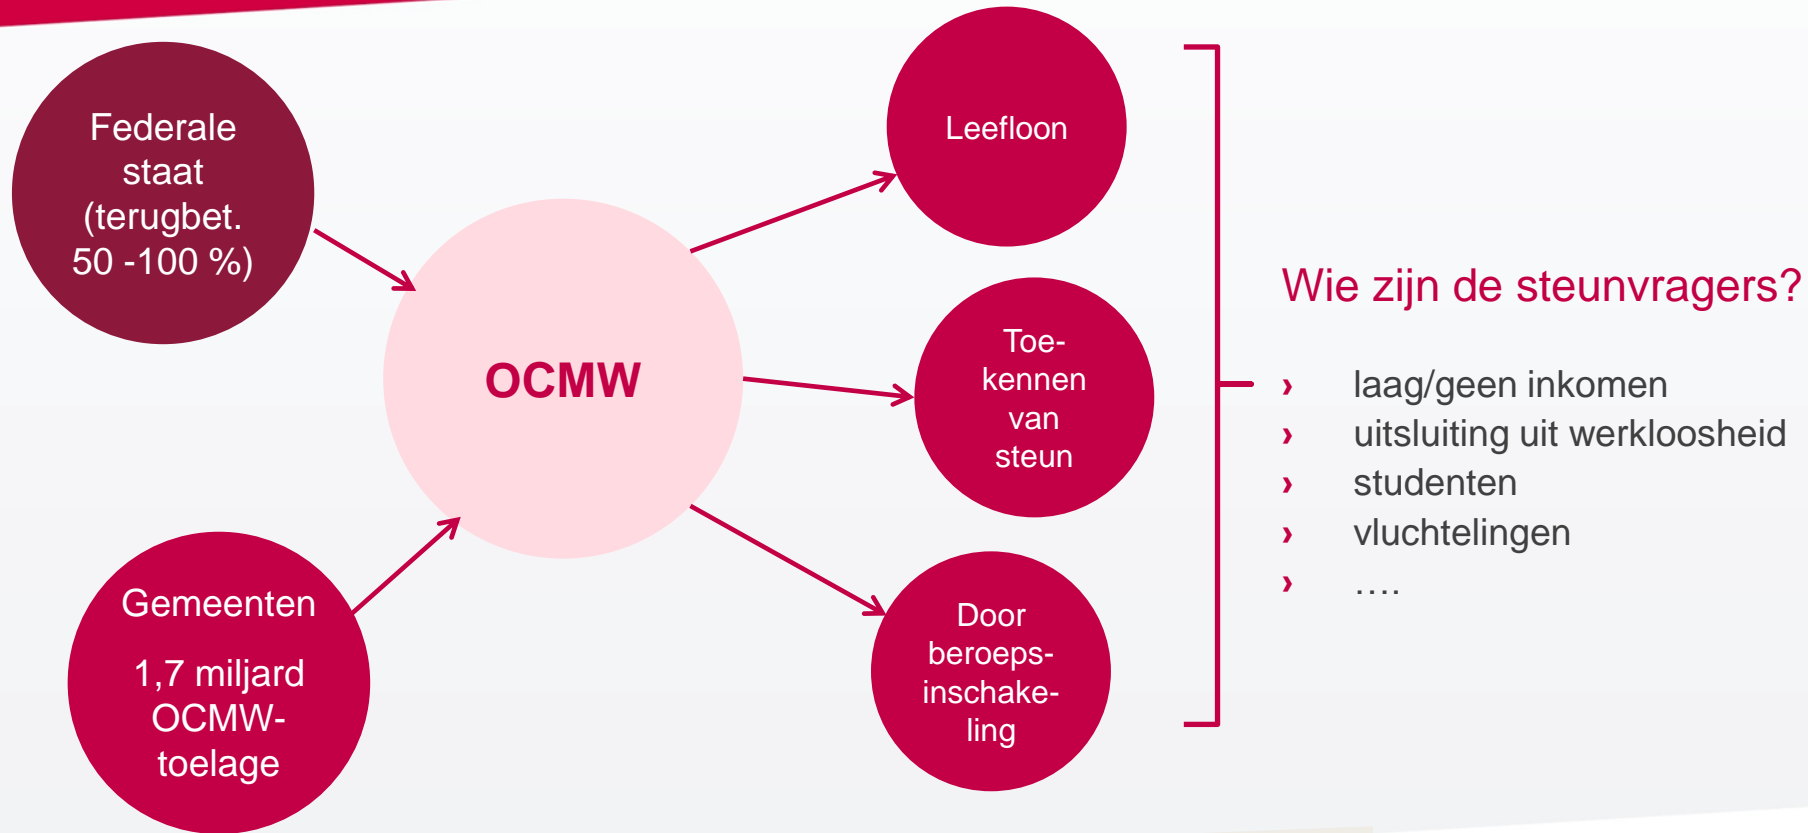 Federale
staat
(terugbet.
50 -100 %)
Gemeenten
1,7 miljard
OCMW-
toelage
OCMW
Leefloon
Toe-
kennen
van
steun
Door
beroeps-
inschake-
ling
Wie zijn de steunvragers?
› laag/geen inkomen
› uitsluiting uit werkloosheid
› studenten
› vluchtelingen
› ….